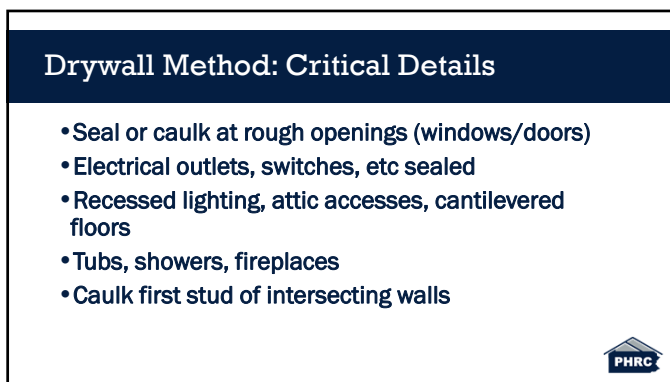 Drywall Method: Critical Details
•Seal or caulk at rough openings (windows/doors)
•Electrical outlets, switches, etc sealed
•Recessed lighting, attic accesses, cantilevered
floors
•Tubs, showers, fireplaces
•Caulk first stud of intersecting walls
PHRC